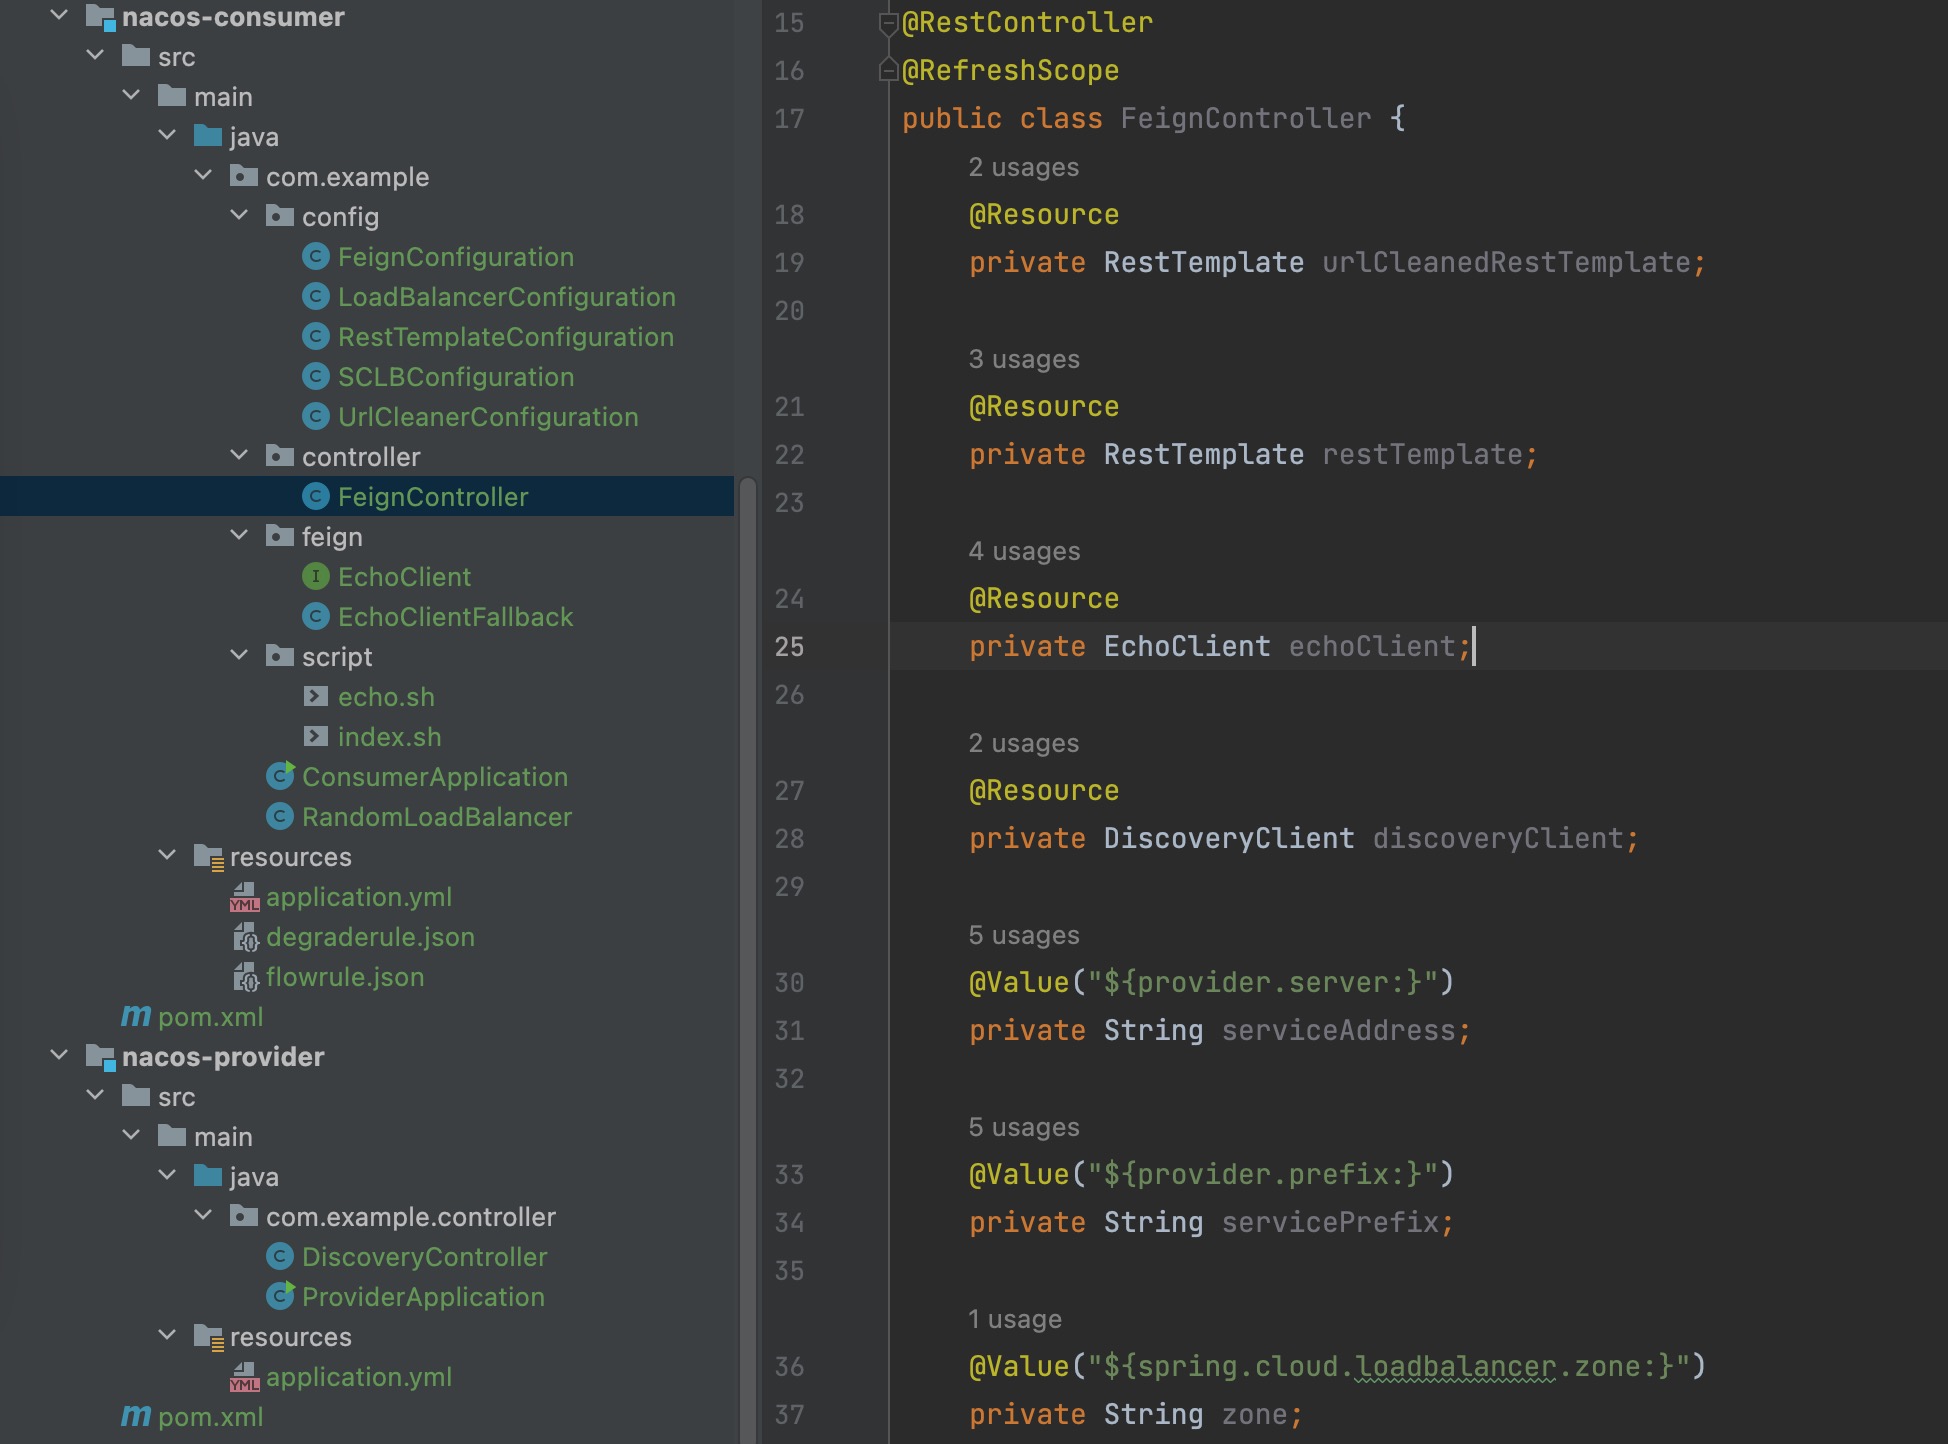 nacos-consumer
src
main
java
com.example
config
FeignConfiguration
LoadBalancerConfiguration
RestTemplateConfiguration
SCLBConfiguration
UrlCleanerConfiguration
controller
FeignController
feign
EchoClient
EchoClientFallback
script
echo.sh
index.sh
ConsumerApplication
RandomLoadBalancer
resources
application.yml
degraderule.json
flowrule.json
pom.xml
nacos-provider
src
main
java
com.example.controller
DiscoveryController
ProviderApplication
resources
application.yml
pom.xml
15 @RestController
16 @RefreshScope
17 public class FeignController {
2 usages
18 @Resource
19 private RestTemplate urlCleanedRestTemplate;
20
3 usages
21 @Resource
22 private RestTemplate restTemplate;
23
4 usages
24 @Resource
25 private EchoClient echoClient;
26
2 usages
27 @Resource
28 private DiscoveryClient discoveryClient;
29
5 usages
30 @Value("${provider.server:}")
31 private String serviceAddress;
32
5 usages
33 @Value("${provider.prefix:}")
34 private String servicePrefix;
35
1 usage
36 @Value("${spring.cloud.loadbalancer.zone:}")
37 private String zone;